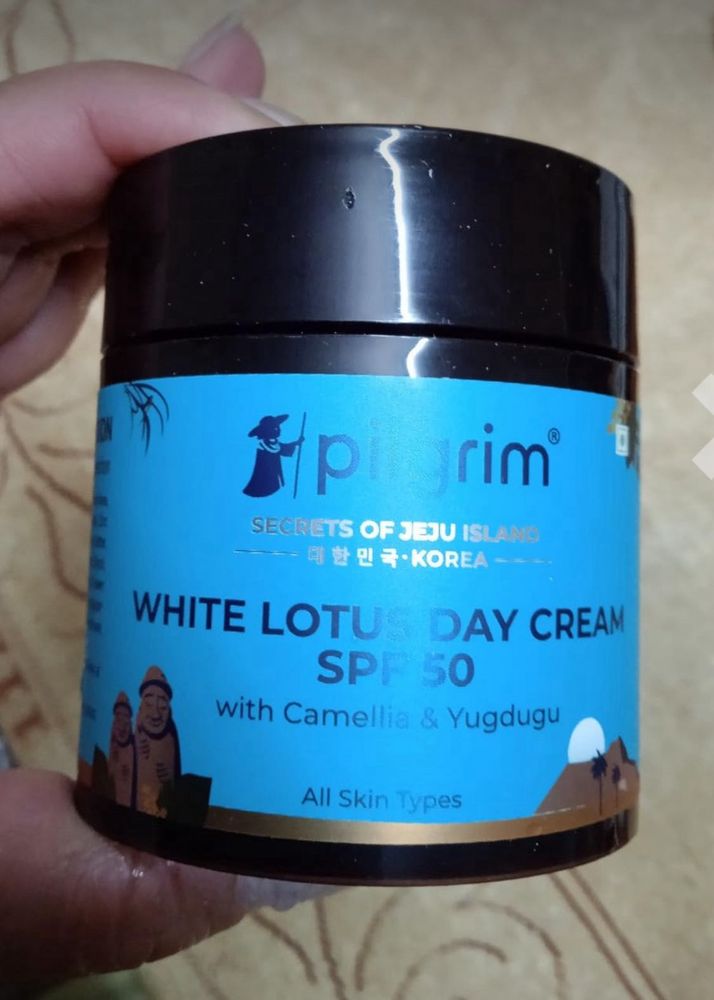 pilgrim®
SECRETS OF JEJU ISLAND
대한민국·KOREA
WHITE LOTUS DAY CREAM
SPF 50
with Camellia & Yugdugu
All Skin Types